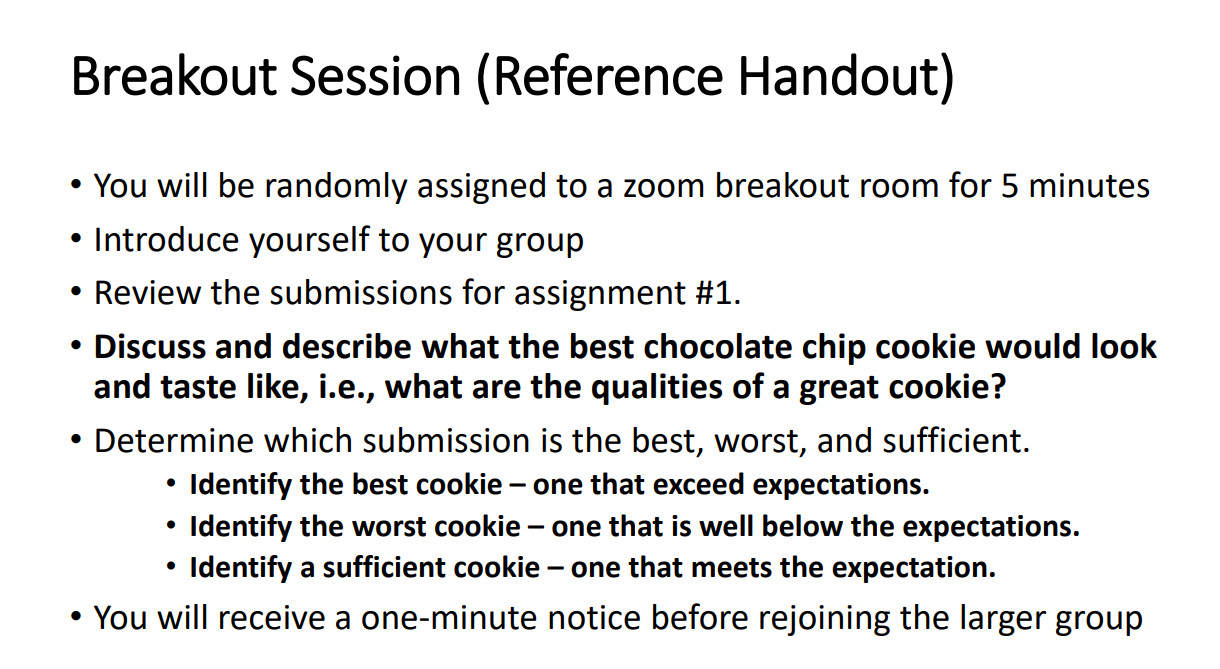 Breakout Session (Reference Handout)
• You will be randomly assigned to a zoom breakout room for 5 minutes
• Introduce yourself to your group
• Review the submissions for assignment #1.
• Discuss and describe what the best chocolate chip cookie would look
and taste like, i.e., what are the qualities of a great cookie?
• Determine which submission is the best, worst, and sufficient.
• Identify the best cookie – one that exceed expectations.
• Identify the worst cookie – one that is well below the expectations.
• Identify a sufficient cookie – one that meets the expectation.
• You will receive a one-minute notice before rejoining the larger group